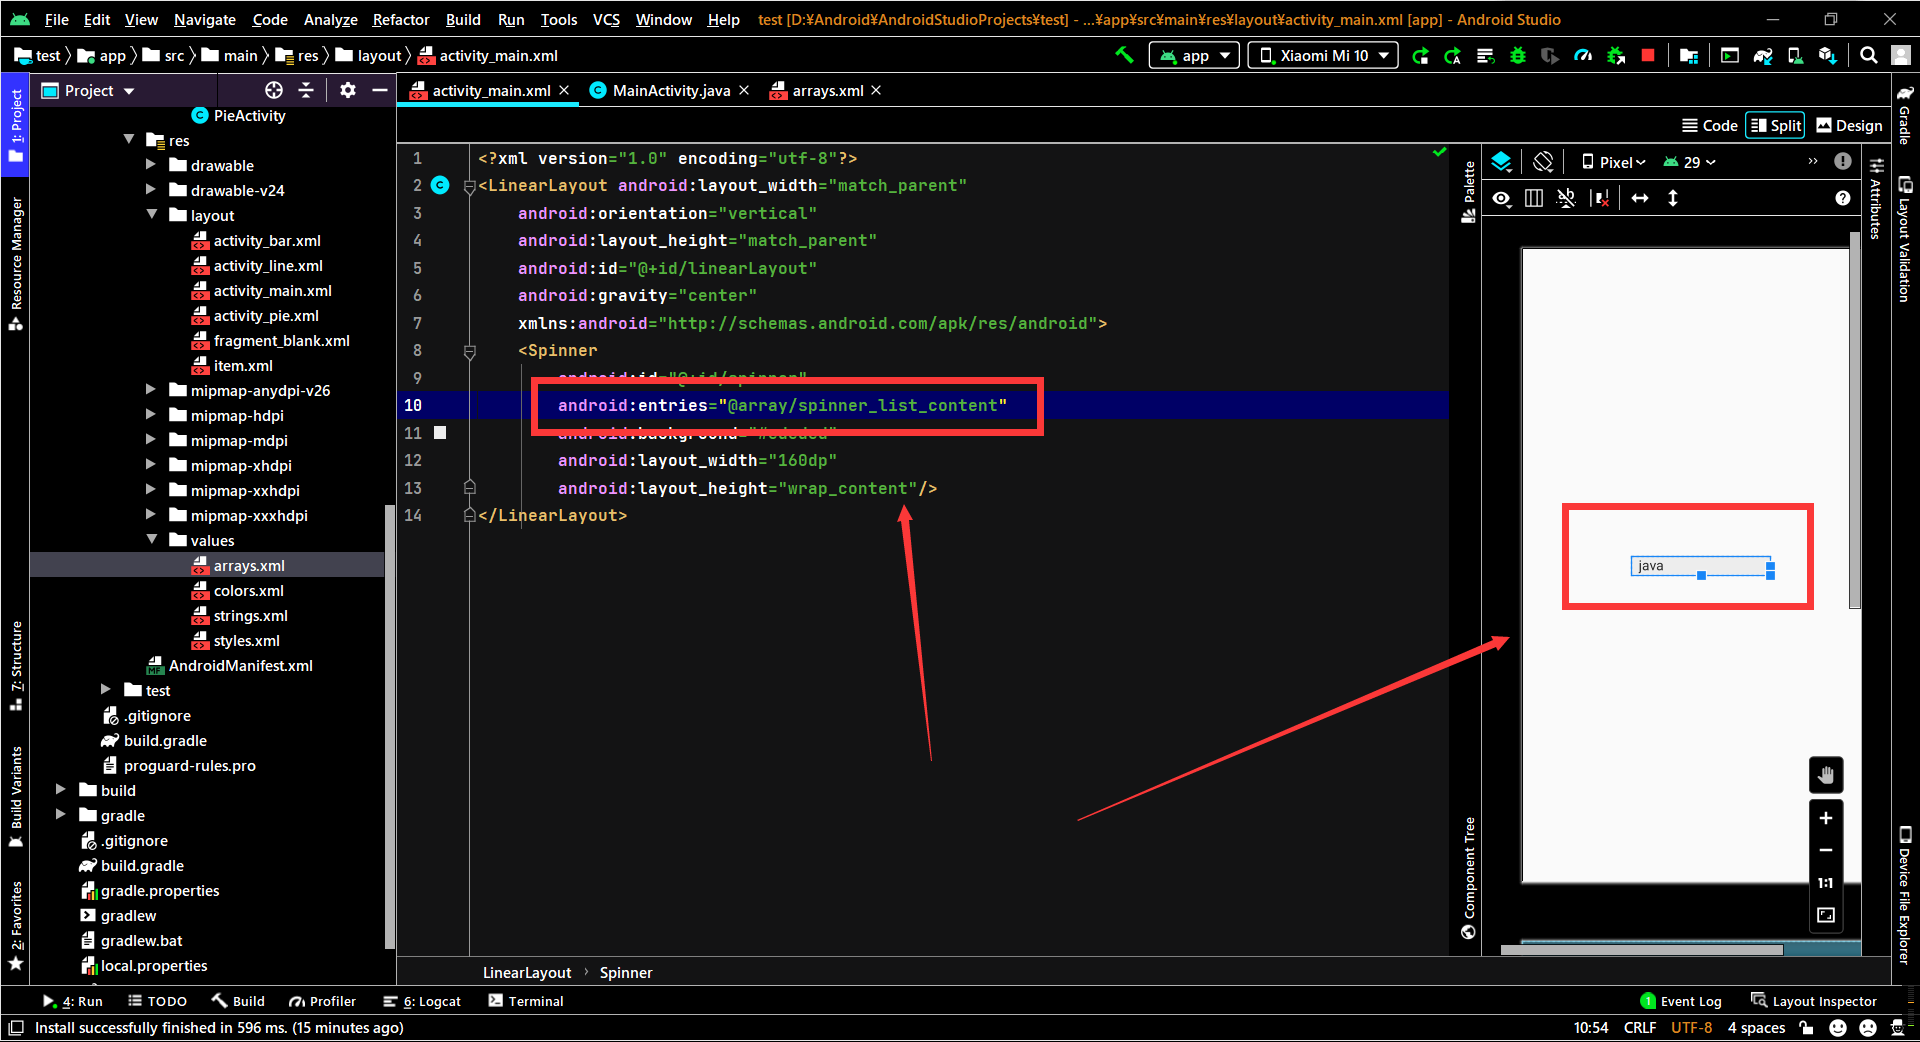 File Edit View Navigate Code Analyze Refactor Build Run Tools VCS Window Help test [D:¥Android¥AndroidStudioProjects¥test] - ...¥app¥src¥main¥res¥layout¥activity_main.xml [app] - Android Studio
test app src main res layout activity_main.xml app Xiaomi Mi 10
Project
activity_main.xml MainActivity.java arrays.xml
Code Split Design
1: Project
Resource Manager
7: Structure
Build Variants
2: Favorites
PieActivity
res
drawable
drawable-v24
layout
activity_bar.xml
activity_line.xml
activity_main.xml
activity_pie.xml
fragment_blank.xml
item.xml
mipmap-anydpi-v26
mipmap-hdpi
mipmap-mdpi
mipmap-xhdpi
mipmap-xxhdpi
mipmap-xxxhdpi
values
arrays.xml
colors.xml
strings.xml
styles.xml
AndroidManifest.xml
test
.gitignore
build.gradle
proguard-rules.pro
build
gradle
.gitignore
build.gradle
gradle.properties
gradlew
gradlew.bat
local.properties
1 <?xml version="1.0" encoding="utf-8"?>
2 <LinearLayout android:layout_width="match_parent"
3 android:orientation="vertical"
4 android:layout_height="match_parent"
5 android:id="@+id/linearLayout"
6 android:gravity="center"
7 xmlns:android="http://schemas.android.com/apk/res/android">
8 <Spinner
9 android:id="@+id/spinner"
10 android:entries="@array/spinner_list_content"
11 android:background=
12 android:layout_width="160dp"
13 android:layout_height="wrap_content"/>
14 </LinearLayout>
LinearLayout › Spinner
Palette
Component Tree
Pixel 29 »
java
1:1
Attributes
Gradle
Layout Validation
Device File Explorer
4: Run TODO Build Profiler 6: Logcat Terminal 1 Event Log Layout Inspector
Install successfully finished in 596 ms. (15 minutes ago) 10:54 CRLF UTF-8 4 spaces